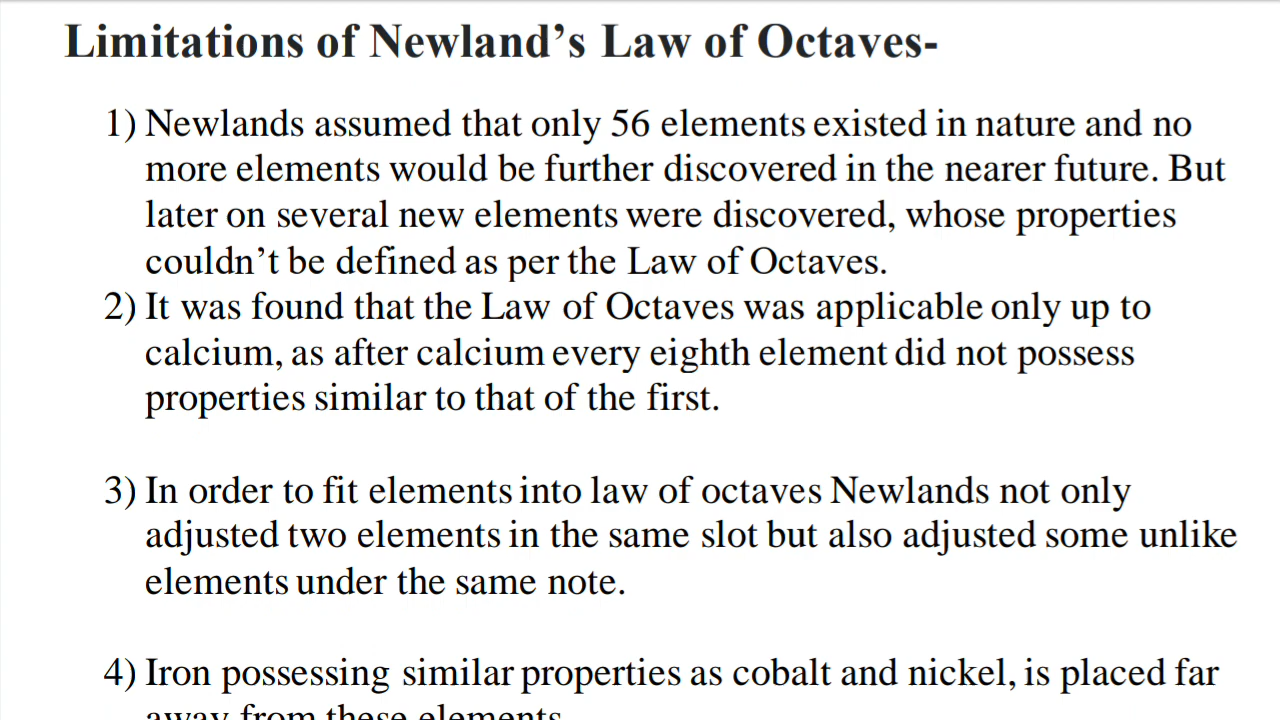 Limitations of Newland’s Law of Octaves-
1) Newlands assumed that only 56 elements existed in nature and no
more elements would be further discovered in the nearer future. But
later on several new elements were discovered, whose properties
couldn’t be defined as per the Law of Octaves.
2) It was found that the Law of Octaves was applicable only up to
calcium, as after calcium every eighth element did not possess
properties similar to that of the first.
3) In order to fit elements into law of octaves Newlands not only
adjusted two elements in the same slot but also adjusted some unlike
elements under the same note.
4) Iron possessing similar properties as cobalt and nickel, is placed far
away from these elements